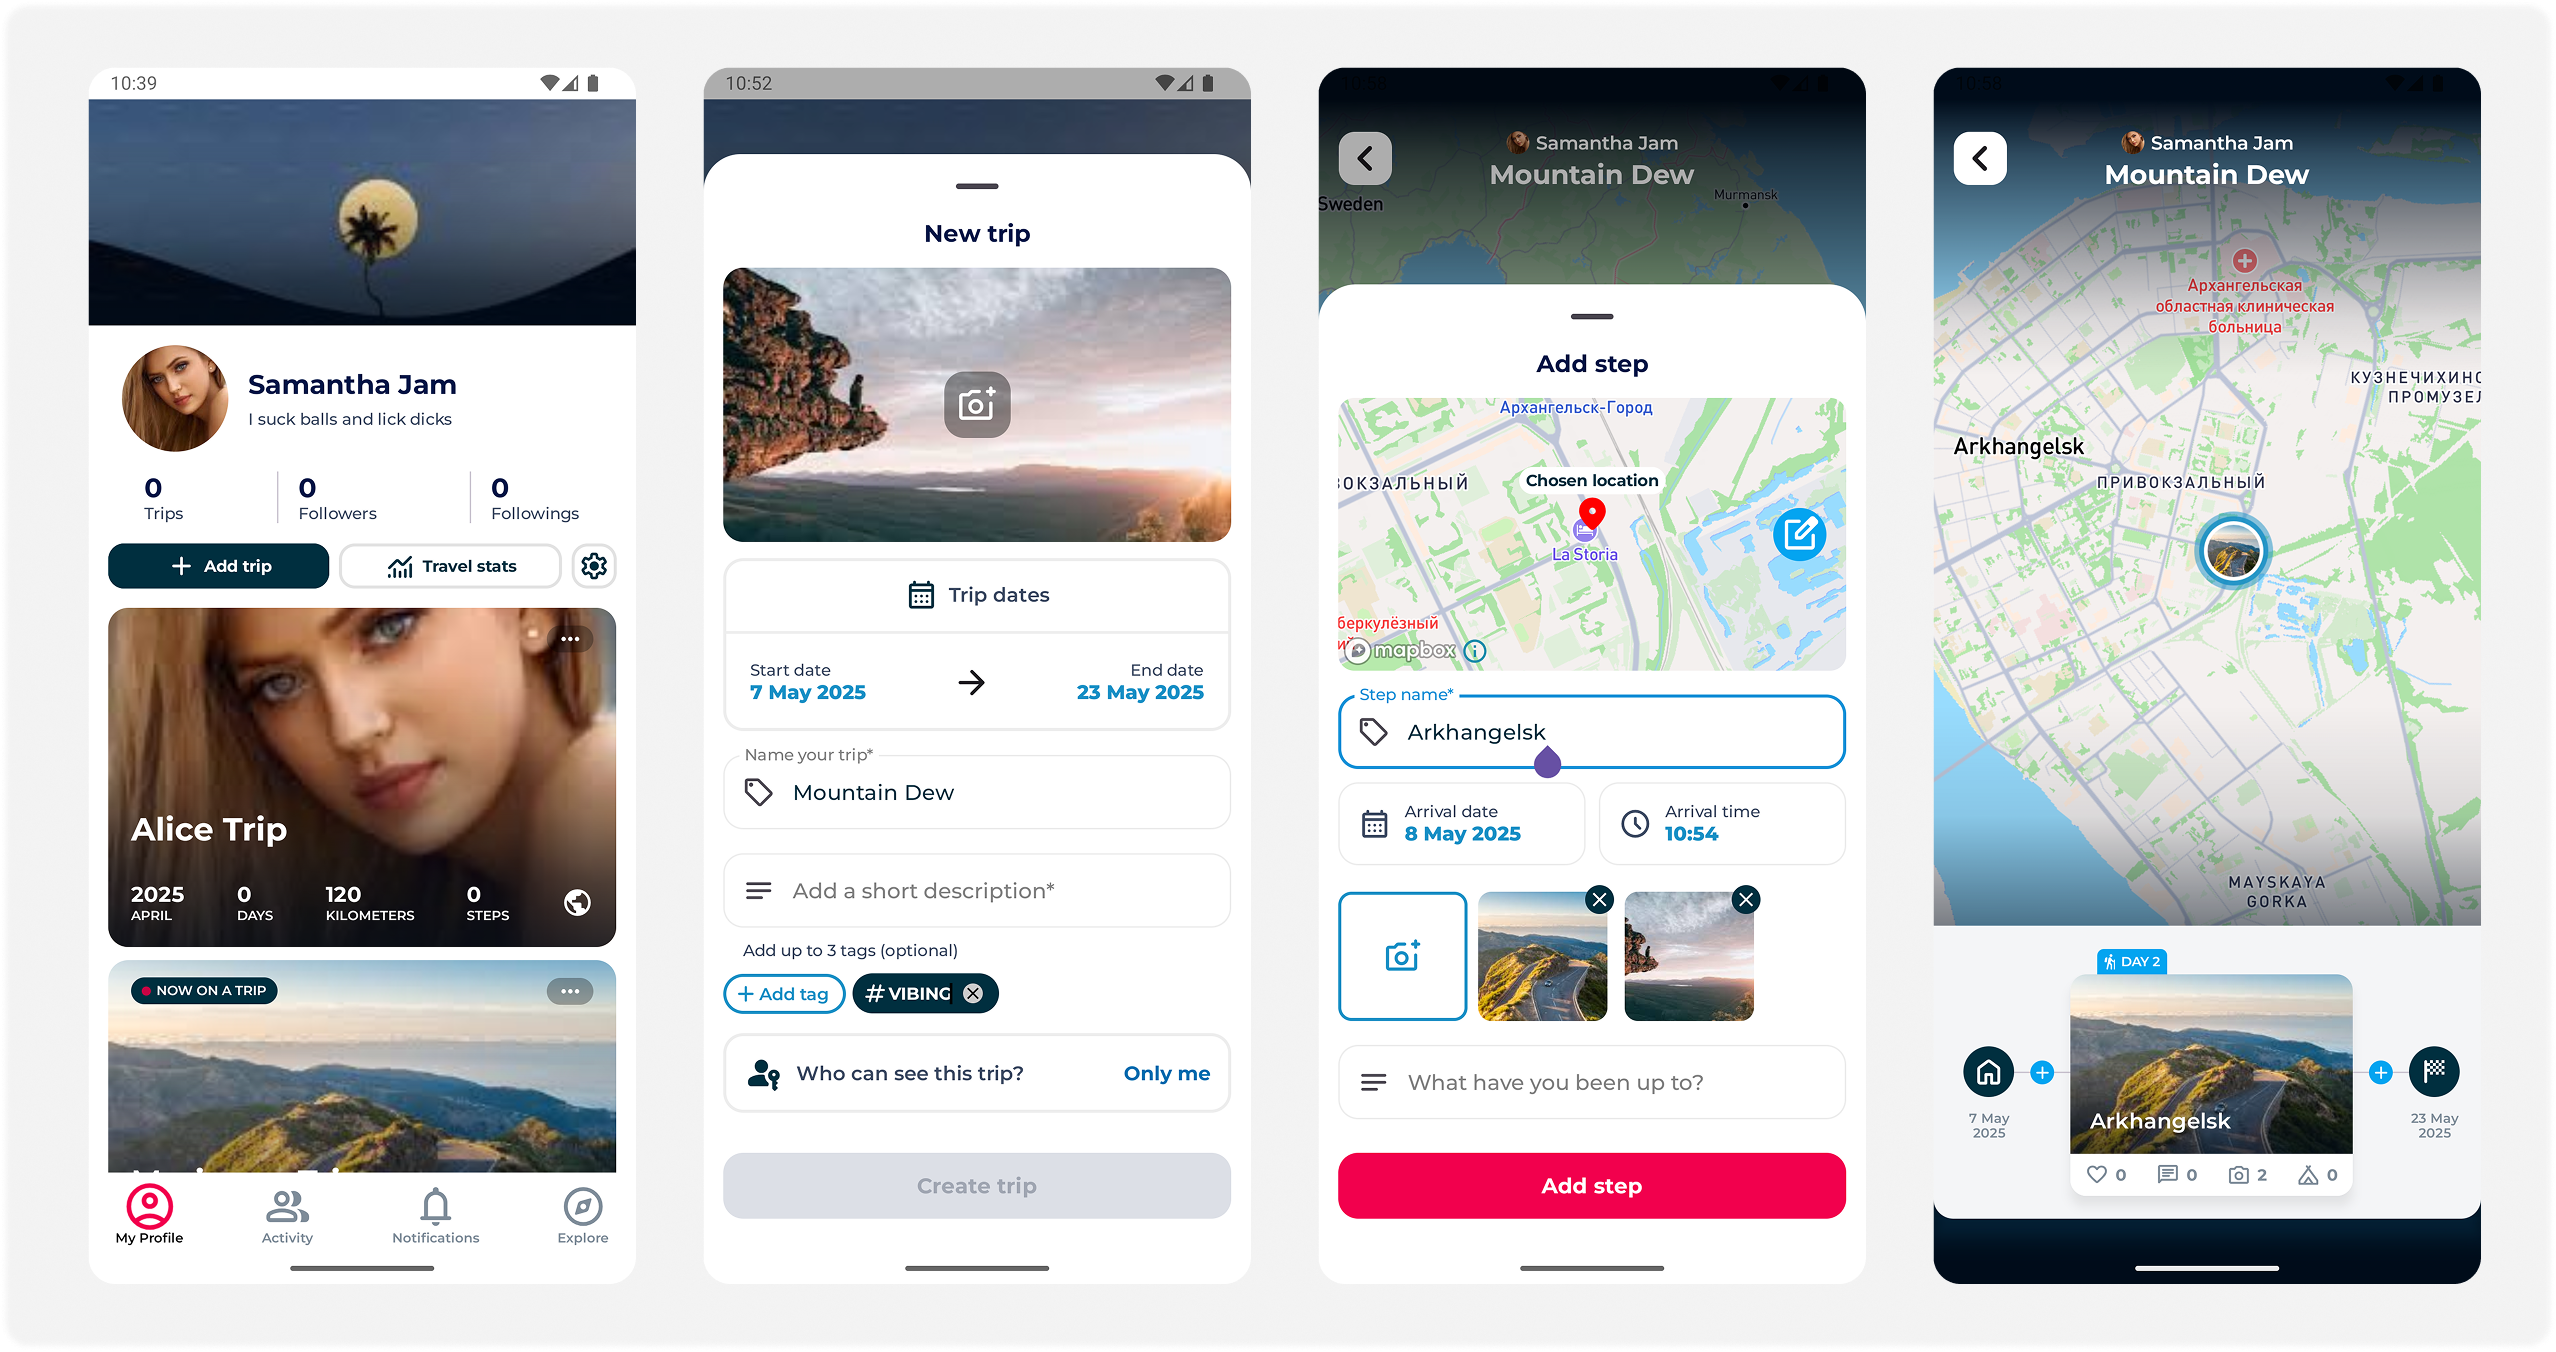 10:39
Samantha Jam
I suck balls and lick dicks
0
Trips
0
Followers
0
Followings
Add trip
Travel stats
Alice Trip
2025
APRIL
0
DAYS
120
KILOMETERS
0
STEPS
NOW ON A TRIP
My Profile
Activity
Notifications
Explore
10:52
New trip
Trip dates
Start date
7 May 2025
End date
23 May 2025
Name your trip*
Mountain Dew
Add a short description*
Add up to 3 tags (optional)
+ Add tag
#VIBING
Who can see this trip?
Only me
Create trip
Samantha Jam
Mountain Dew
Murmansk
Sweden
Add step
Архангельск-Город
ВОКЗАЛЬНЫЙ
Chosen location
La Storia
беркулёзный
mapbox
Step name*
Arkhangelsk
Arrival date
8 May 2025
Arrival time
10:54
What have you been up to?
Add step
Samantha Jam
Mountain Dew
Архангельская
областная клиническая
больница
КУЗНЕЧИХИНС
ПРОМУЗЕЛ
Arkhangelsk
ПРИВОКЗАЛЬНЫЙ
MAYSKAYA
GORKA
DAY 2
Arkhangelsk
7 May
2025
23 May
2025
0
0
2
0